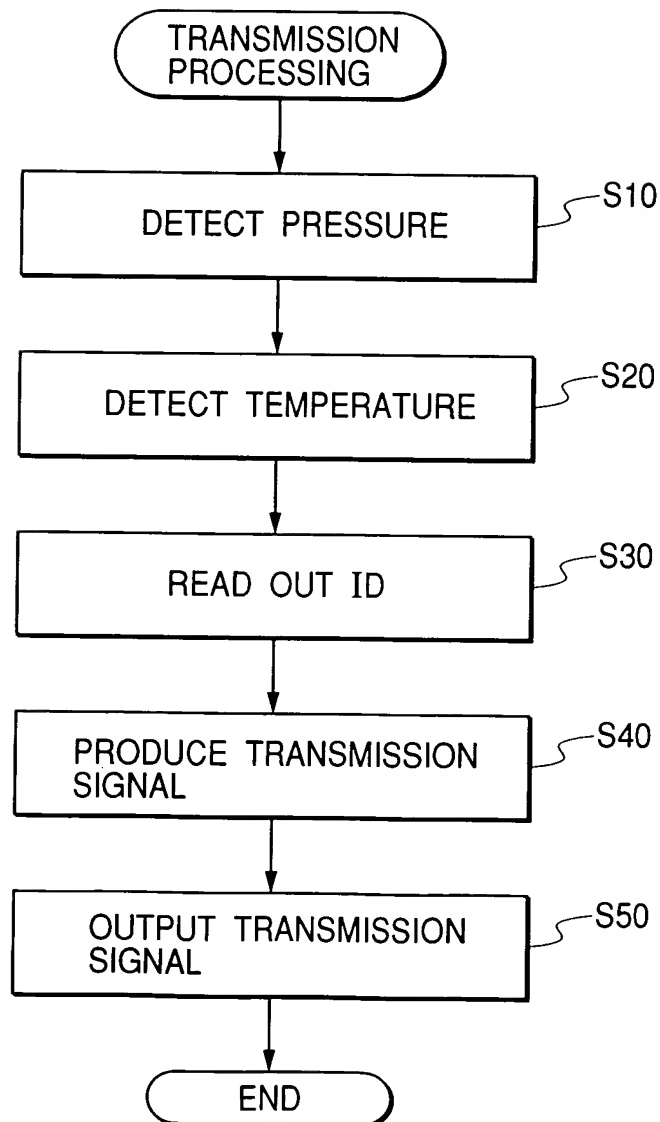 TRANSMISSION
PROCESSING
DETECT PRESSURE
S10
DETECT TEMPERATURE
S20
READ OUT ID
S30
PRODUCE TRANSMISSION
SIGNAL
S40
OUTPUT TRANSMISSION
SIGNAL
S50
END